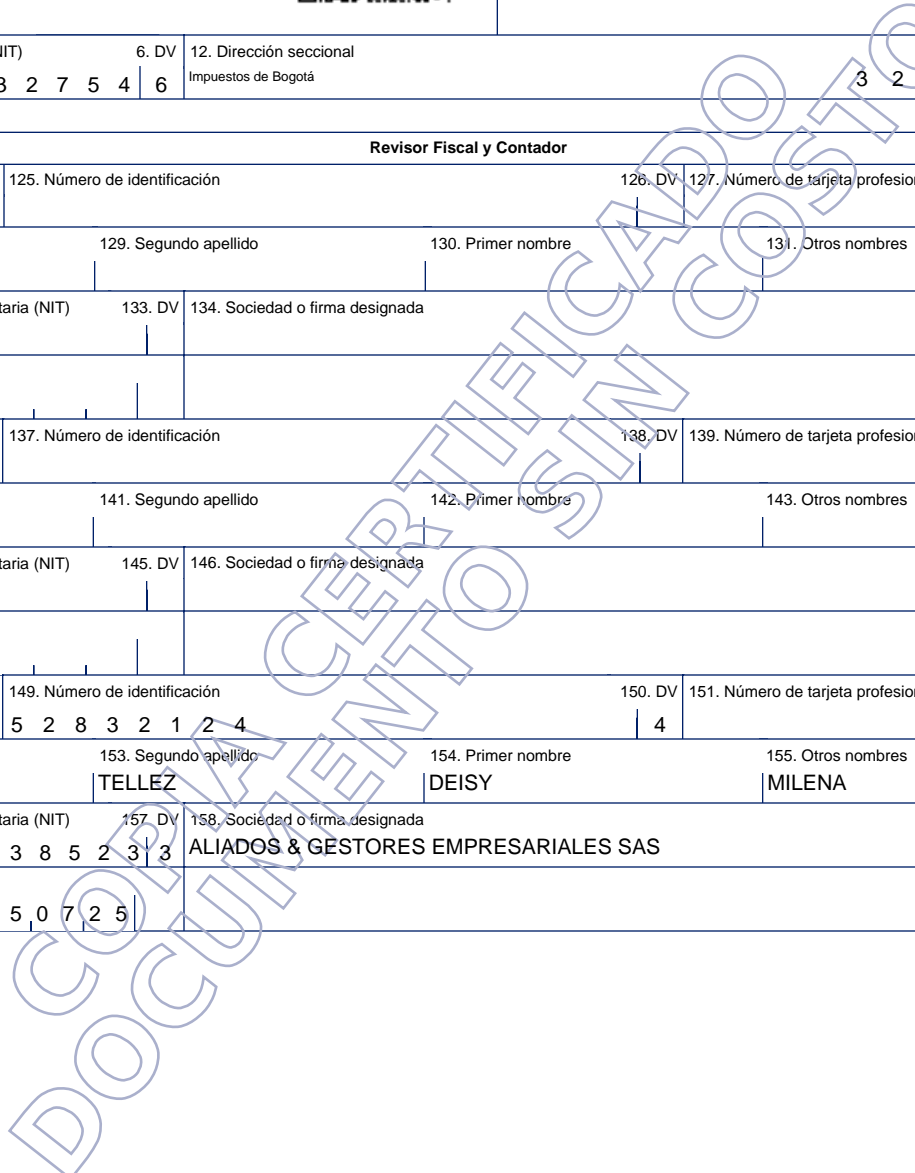 NIT) 6. DV 12. Dirección seccional
3 2 7 5 4 6 Impuestos de Bogotá 3 2
Revisor Fiscal y Contador
125. Número de identificación 126. DV 127. Número de tarjeta profesion
129. Segundo apellido 130. Primer nombre 131. Otros nombres
taria (NIT) 133. DV 134. Sociedad o firma designada
137. Número de identificación 138. DV 139. Número de tarjeta profesion
141. Segundo apellido 142. Primer nombre 143. Otros nombres
taria (NIT) 145. DV 146. Sociedad o firma designada
149. Número de identificación 150. DV 151. Número de tarjeta profesion
5 2 8 3 2 1 2 4 4
153. Segundo apellido 154. Primer nombre 155. Otros nombres
TELLEZ DEISY MILENA
taria (NIT) 157. DV 158. Sociedad o firma designada
3 8 5 2 3 3 ALIADOS & GESTORES EMPRESARIALES SAS
5 0 7 2 5
COPIA CERTIFICADO
DOCUMENTO SIN COSTO